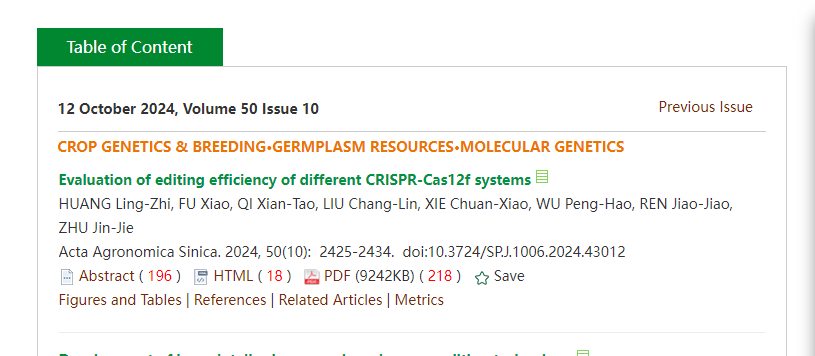 Table of Content
12 October 2024, Volume 50 Issue 10
Previous Issue
CROP GENETICS & BREEDING•GERMPLASM RESOURCES•MOLECULAR GENETICS
Evaluation of editing efficiency of different CRISPR-Cas12f systems
HUANG Ling-Zhi, FU Xiao, QI Xian-Tao, LIU Chang-Lin, XIE Chuan-Xiao, WU Peng-Hao, REN Jiao-Jiao,
ZHU Jin-Jie
Acta Agronomica Sinica. 2024, 50(10): 2425-2434. doi:10.3724/SP.J.1006.2024.43012
Abstract ( 196 ) HTML ( 18 ) PDF (9242KB) ( 218 ) Save
Figures and Tables | References | Related Articles | Metrics